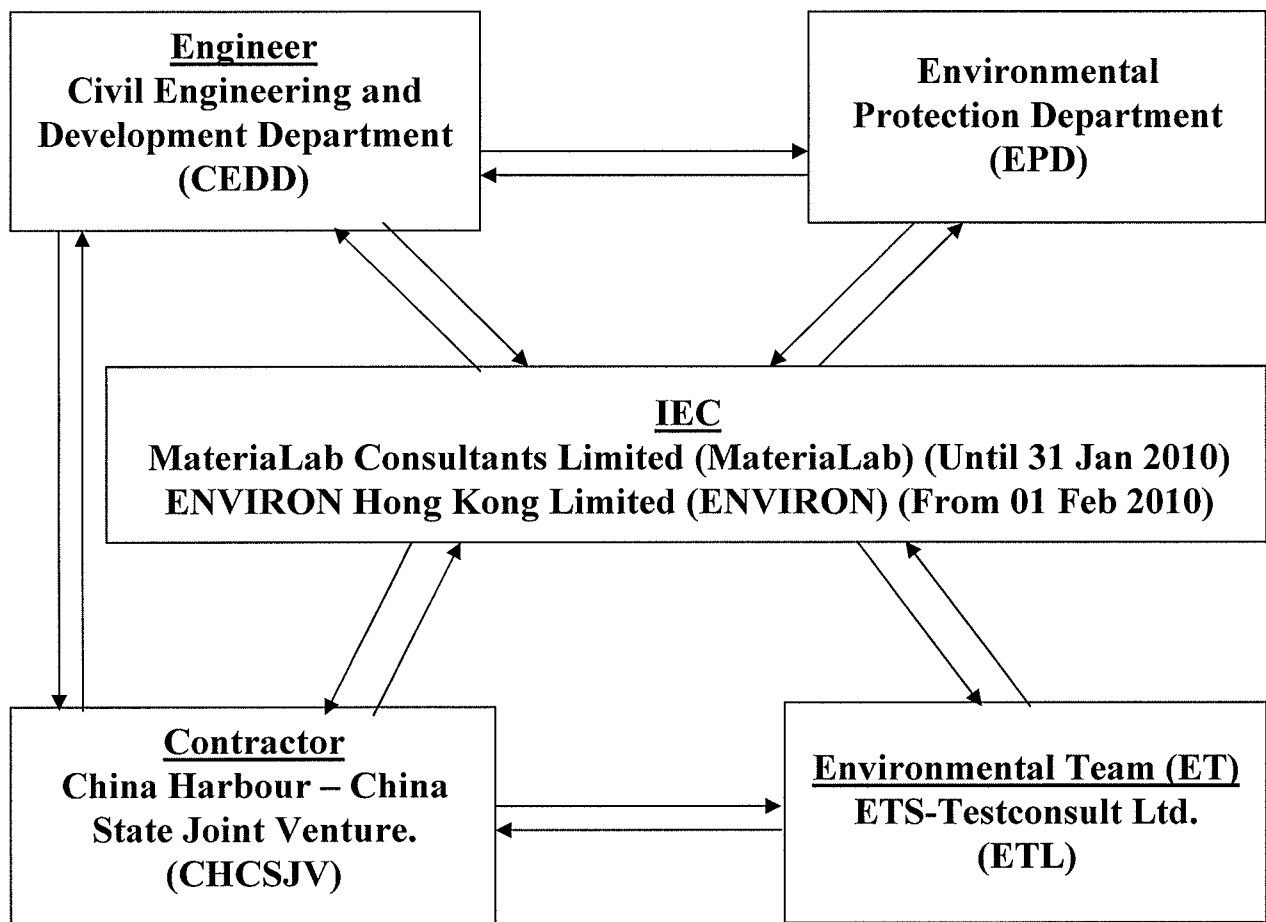 Engineer
Civil Engineering and
Development Department
(CEDD)
Environmental
Protection Department
(EPD)
IEC
MateriaLab Consultants Limited (MateriaLab) (Until 31 Jan 2010)
ENVIRON Hong Kong Limited (ENVIRON) (From 01 Feb 2010)
Contractor
China Harbour – China
State Joint Venture.
(CHCSJV)
Environmental Team (ET)
ETS-Testconsult Ltd.
(ETL)